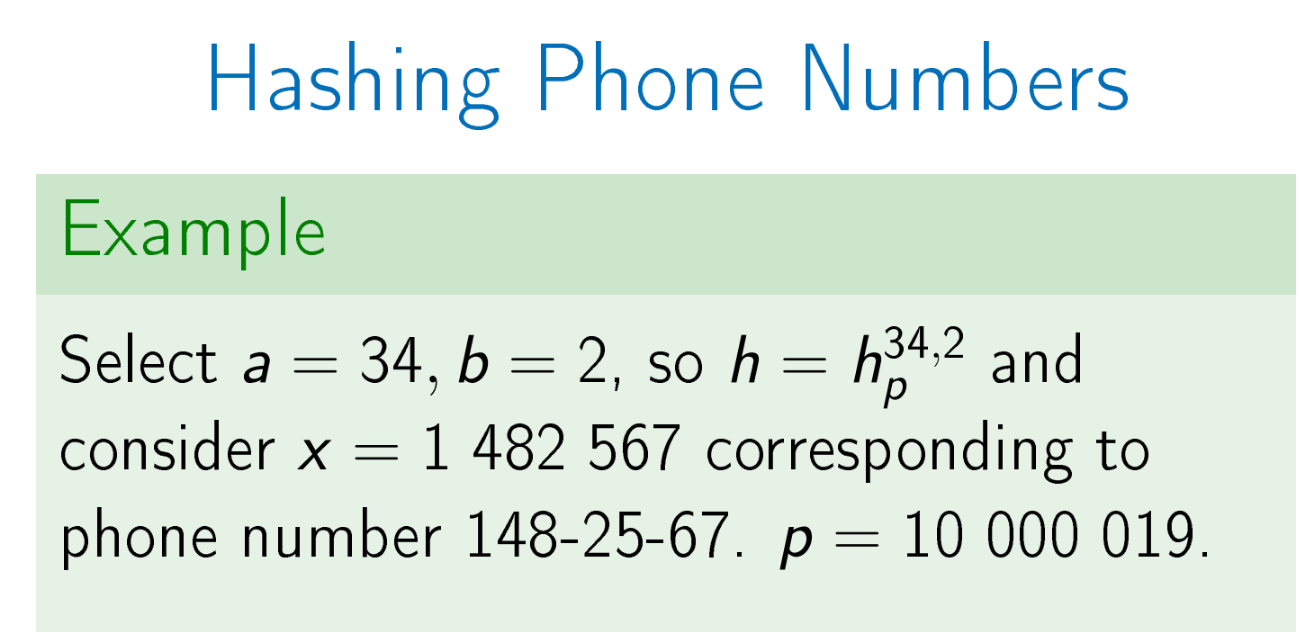 Hashing Phone Numbers
Example
Select a = 34, b = 2, so h = h_p^{34,2} and
consider x = 1 482 567 corresponding to
phone number 148-25-67. p = 10 000 019.